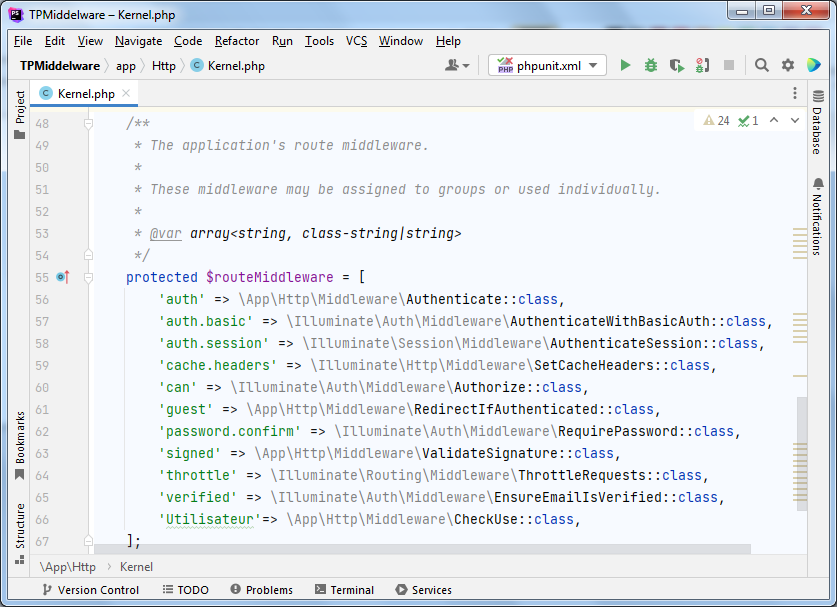 TPMiddelware – Kernel.php
File Edit View Navigate Code Refactor Run Tools VCS Window Help
TPMiddelware app Http Kernel.php phpunit.xml
Project Kernel.php
24 1
48 /**
49 * The application's route middleware.
50 *
51 * These middleware may be assigned to groups or used individually.
52 *
53 * @var array<string, class-string|string>
54 */
55 protected $routeMiddleware = [
56 'auth' => \App\Http\Middleware\Authenticate::class,
57 'auth.basic' => \Illuminate\Auth\Middleware\AuthenticateWithBasicAuth::class,
58 'auth.session' => \Illuminate\Session\Middleware\AuthenticateSession::class,
59 'cache.headers' => \Illuminate\Http\Middleware\SetCacheHeaders::class,
60 'can' => \Illuminate\Auth\Middleware\Authorize::class,
61 'guest' => \App\Http\Middleware\RedirectIfAuthenticated::class,
62 'password.confirm' => \Illuminate\Auth\Middleware\RequirePassword::class,
63 'signed' => \App\Http\Middleware\ValidateSignature::class,
64 'throttle' => \Illuminate\Routing\Middleware\ThrottleRequests::class,
65 'verified' => \Illuminate\Auth\Middleware\EnsureEmailIsVerified::class,
66 'Utilisateur'=> \App\Http\Middleware\CheckUse::class,
67 ];
Database
Notifications
Bookmarks
Structure
\App\Http Kernel
Version Control TODO Problems Terminal Services